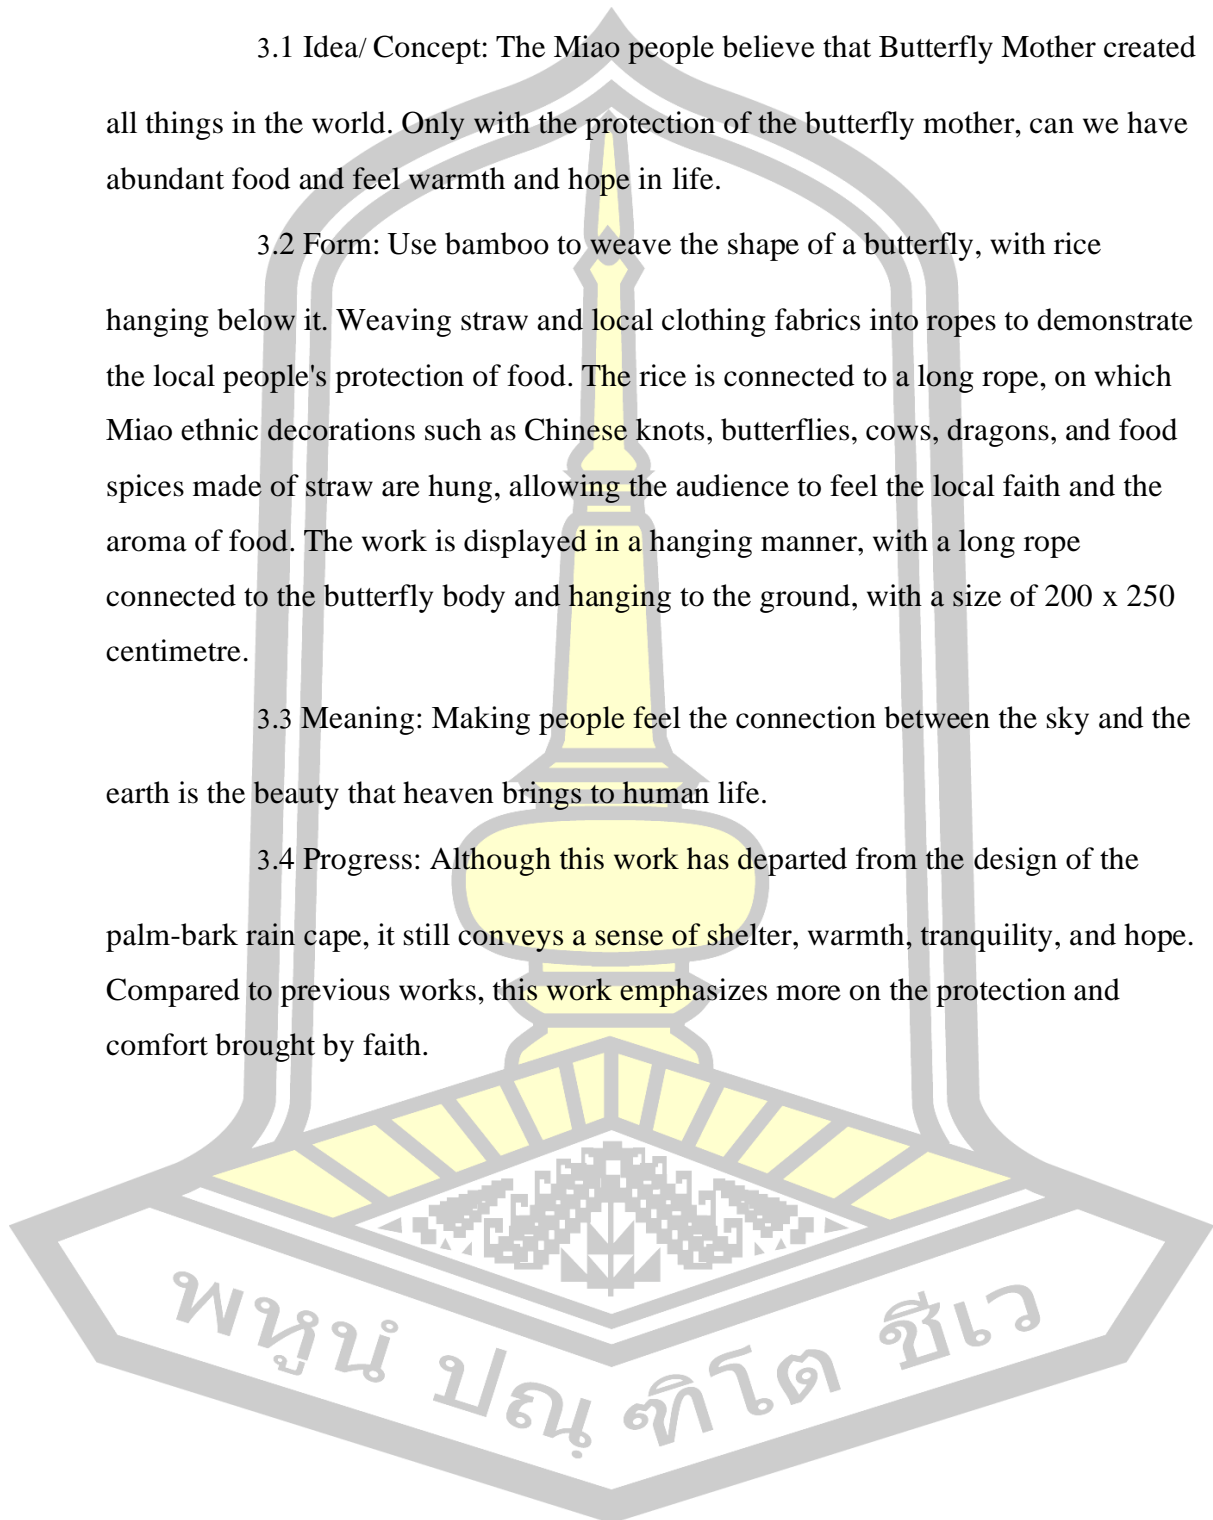 3.1 Idea/ Concept: The Miao people believe that Butterfly Mother created
all things in the world. Only with the protection of the butterfly mother, can we have
abundant food and feel warmth and hope in life.
3.2 Form: Use bamboo to weave the shape of a butterfly, with rice
hanging below it. Weaving straw and local clothing fabrics into ropes to demonstrate
the local people's protection of food. The rice is connected to a long rope, on which
Miao ethnic decorations such as Chinese knots, butterflies, cows, dragons, and food
spices made of straw are hung, allowing the audience to feel the local faith and the
aroma of food. The work is displayed in a hanging manner, with a long rope
connected to the butterfly body and hanging to the ground, with a size of 200 x 250
centimetre.
3.3 Meaning: Making people feel the connection between the sky and the
earth is the beauty that heaven brings to human life.
3.4 Progress: Although this work has departed from the design of the
palm-bark rain cape, it still conveys a sense of shelter, warmth, tranquility, and hope.
Compared to previous works, this work emphasizes more on the protection and
comfort brought by faith.
พหูนํ ปณฺ ฑิโต ชีเว